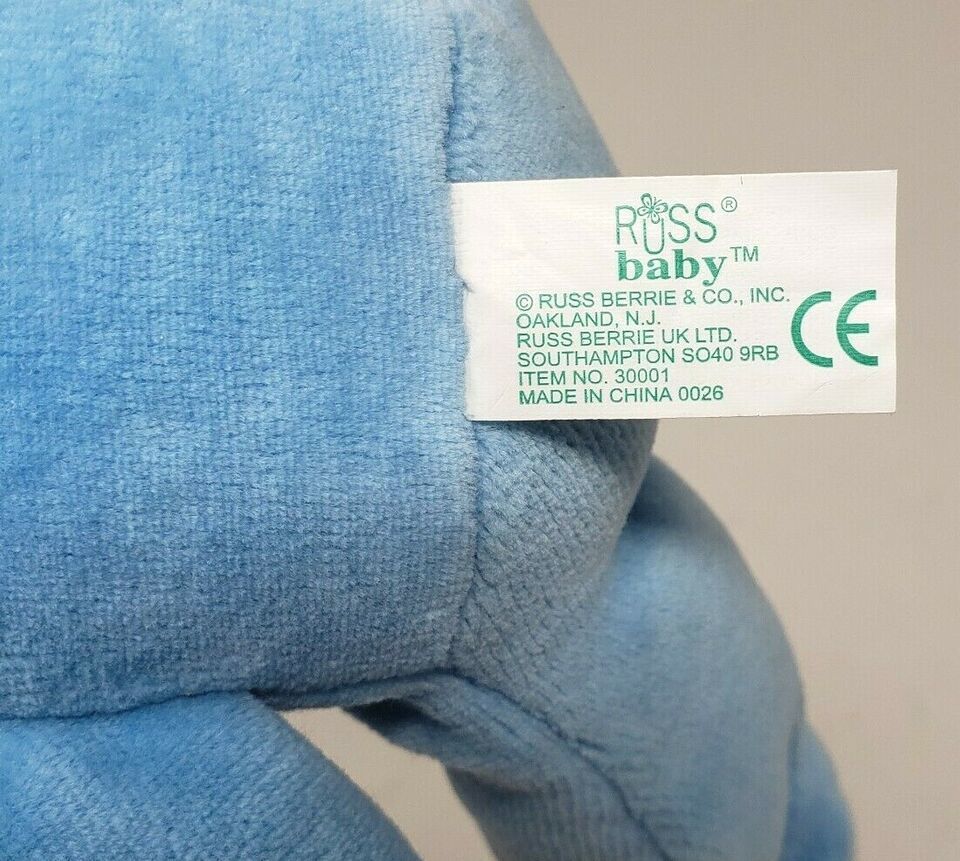 RUSS®
baby™
© RUSS BERRIE & CO., INC.
OAKLAND, N.J.
RUSS BERRIE UK LTD.
SOUTHAMPTON SO40 9RB
ITEM NO. 30001
MADE IN CHINA 0026
CE